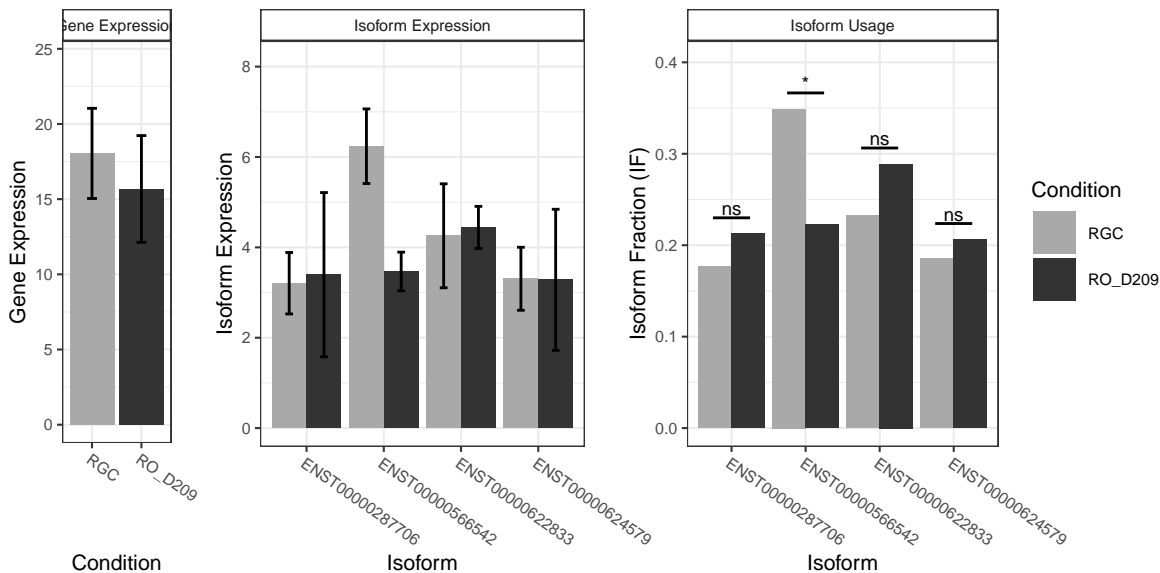 Gene Expression
Isoform Expression
Isoform Usage
Gene Expression
25
20
15
10
5
0
RGC
RO_D209
Condition
Isoform Expression
8
6
4
2
0
ENST00000287706
ENST00000566542
ENST00000622833
ENST00000624579
Isoform
Isoform Fraction (IF)
0.4
0.3
0.2
0.1
0.0
ns
*
ns
ns
ENST00000287706
ENST00000566542
ENST00000622833
ENST00000624579
Isoform
Condition
RGC
RO_D209